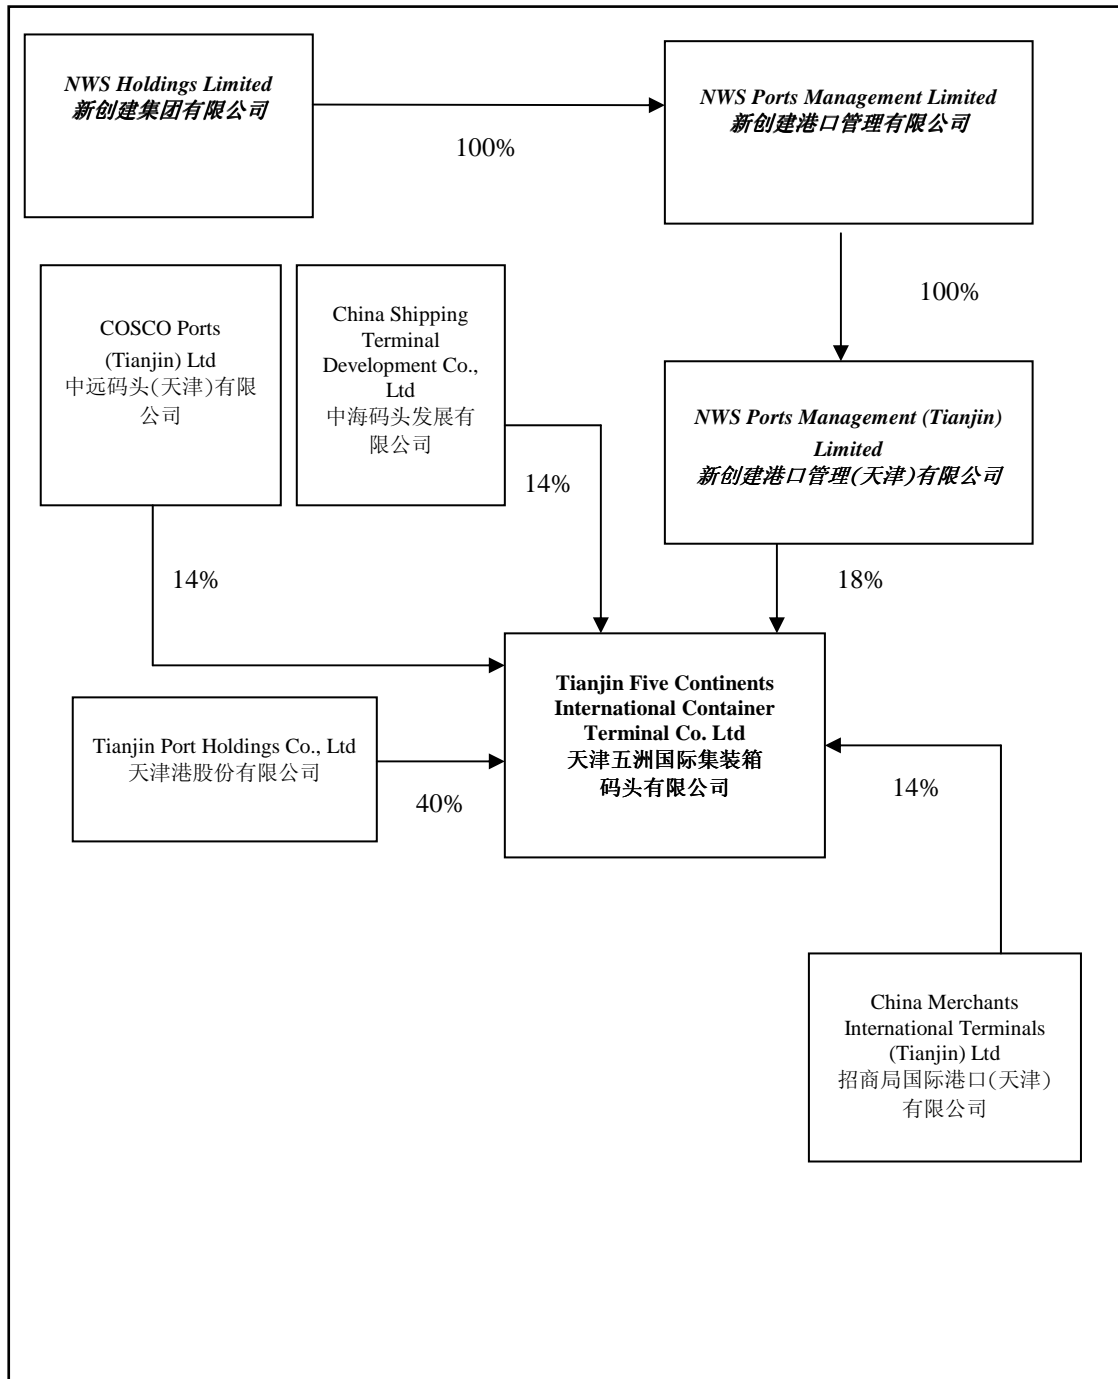 NWS Holdings Limited
新创建集团有限公司
100%
NWS Ports Management Limited
新创建港口管理有限公司
100%
COSCO Ports
(Tianjin) Ltd
中远码头(天津)有限
公司
China Shipping
Terminal
Development Co.,
Ltd
中海码头发展有
限公司
NWS Ports Management (Tianjin)
Limited
新创建港口管理(天津)有限公司
14%
14%
18%
Tianjin Five Continents
International Container
Terminal Co. Ltd
天津五洲国际集装箱
码头有限公司
Tianjin Port Holdings Co., Ltd
天津港股份有限公司
40%
14%
China Merchants
International Terminals
(Tianjin) Ltd
招商局国际港口(天津)
有限公司